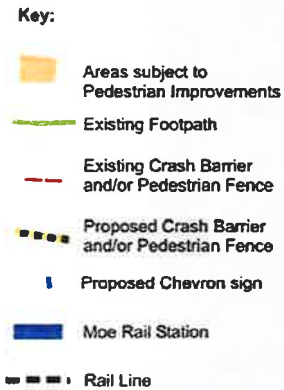 Key:
Areas subject to
Pedestrian Improvements
Existing Footpath
Existing Crash Barrier
and/or Pedestrian Fence
Proposed Crash Barrier
and/or Pedestrian Fence
Proposed Chevron sign
Moe Rail Station
Rail Line